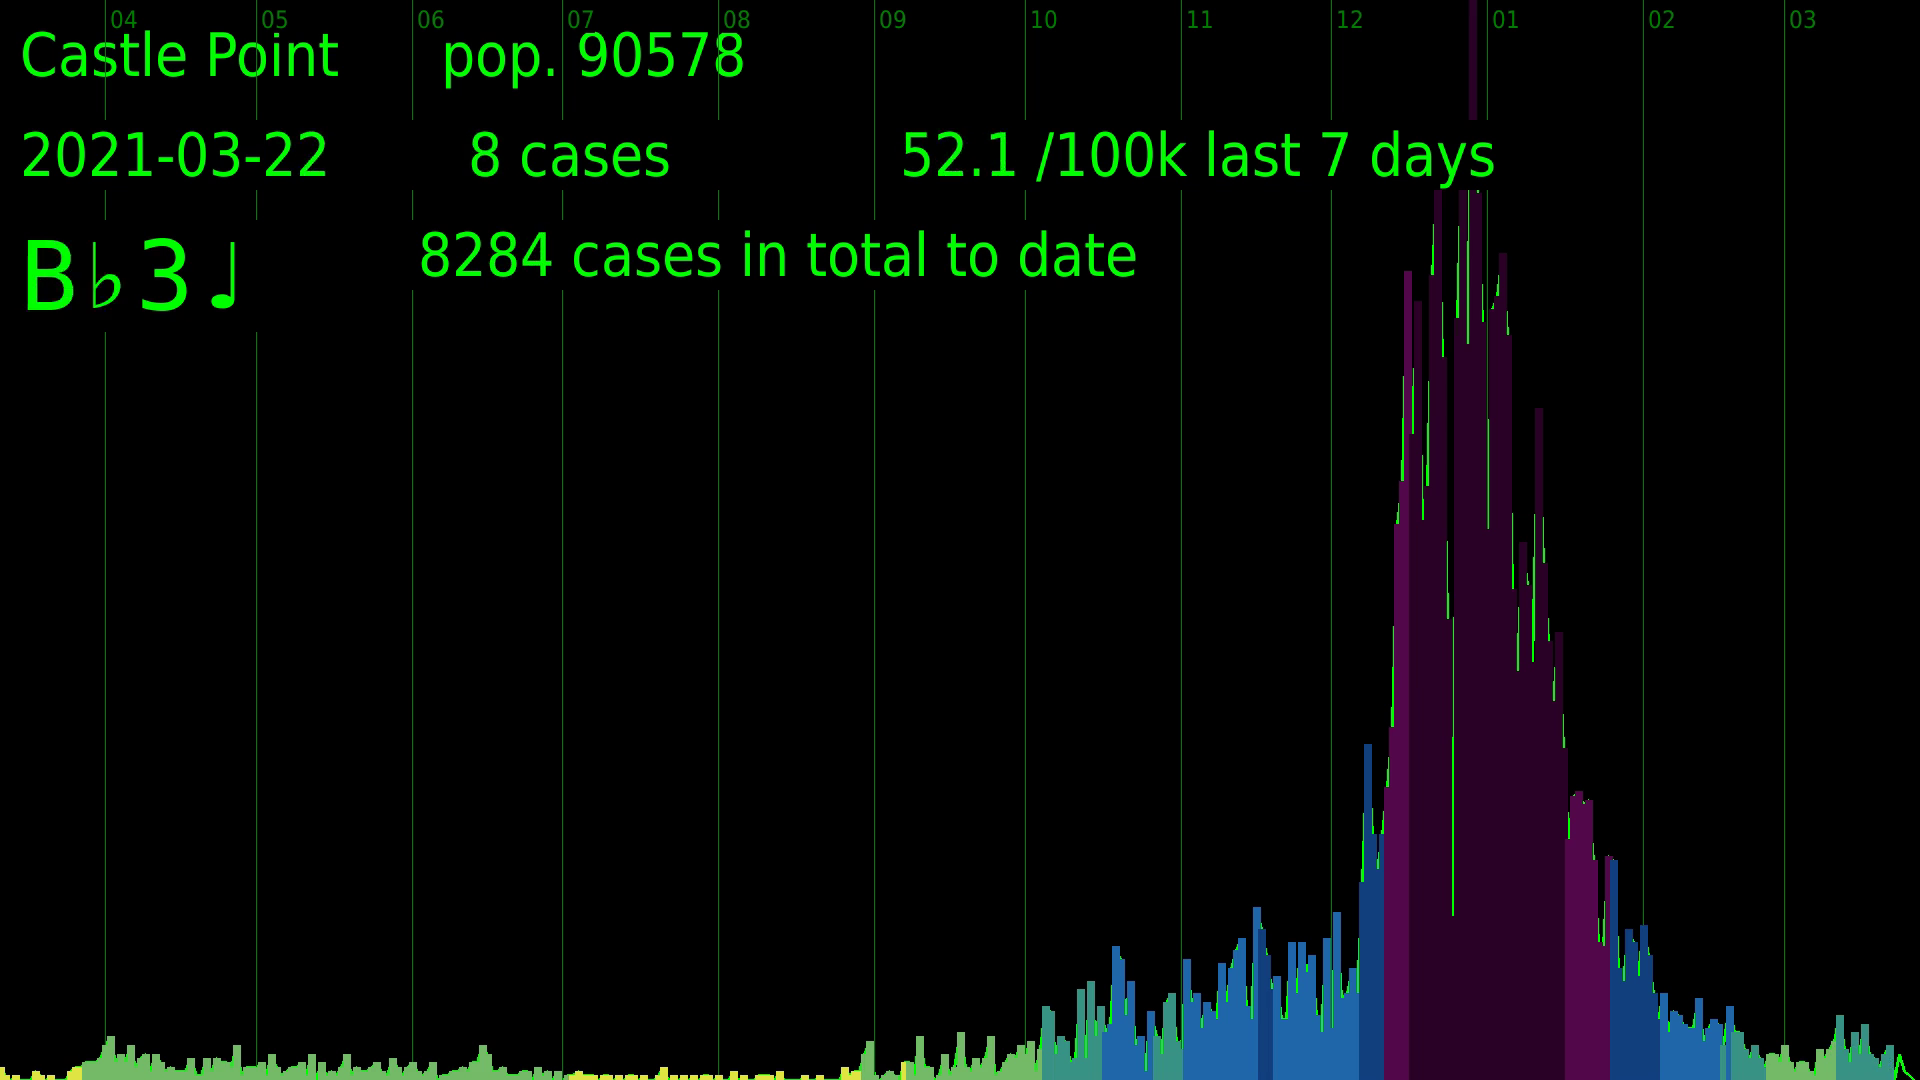 04 05 06 07 08 09 10 11 12 01 02 03
Castle Point pop. 90578
2021-03-22 8 cases 52.1 /100k last 7 days
B♭3♩ 8284 cases in total to date